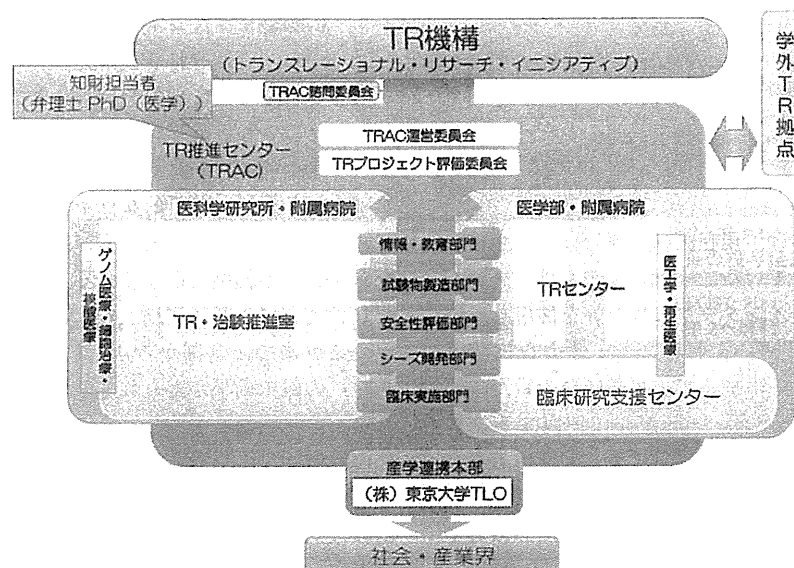 TR機構
（トランスレーショナル・リサーチ・イニシアティブ）
知財担当者
（弁理士 PhD（医学））
TRAC諮問委員会
学外TR拠点
TR推進センター
(TRAC)
TRAC運営委員会
TRプロジェクト評価委員会
医科学研究所・附属病院
医学部・附属病院
ゲノム医療・細胞治療・
核酸医療
TR・治験推進室
情報・教育部門
試験物製造部門
安全性評価部門
シーズ開発部門
臨床実施部門
TRセンター
医工学・再生医療
臨床研究支援センター
産学連携本部
（株）東京大学TLO
社会・産業界